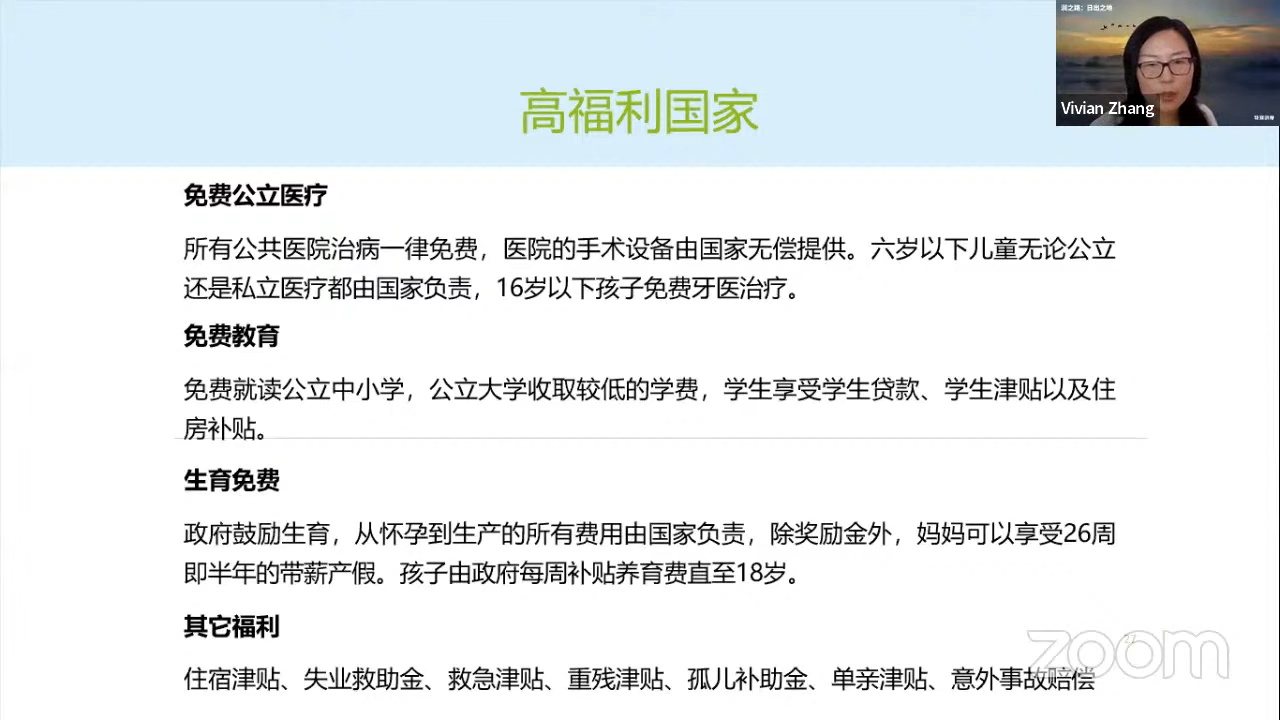 润之路：日出之地
Vivian Zhang
高福利国家
免费公立医疗
所有公共医院治病一律免费，医院的手术设备由国家无偿提供。六岁以下儿童无论公立
还是私立医疗都由国家负责，16岁以下孩子免费牙医治疗。
免费教育
免费就读公立中小学，公立大学收取较低的学费，学生享受学生贷款、学生津贴以及住
房补贴。
生育免费
政府鼓励生育，从怀孕到生产的所有费用由国家负责，除奖励金外，妈妈可以享受26周
即半年的带薪产假。孩子由政府每周补贴养育费直至18岁。
其它福利
住宿津贴、失业救助金、救急津贴、重残津贴、孤儿补助金、单亲津贴、意外事故赔偿
27
zoom